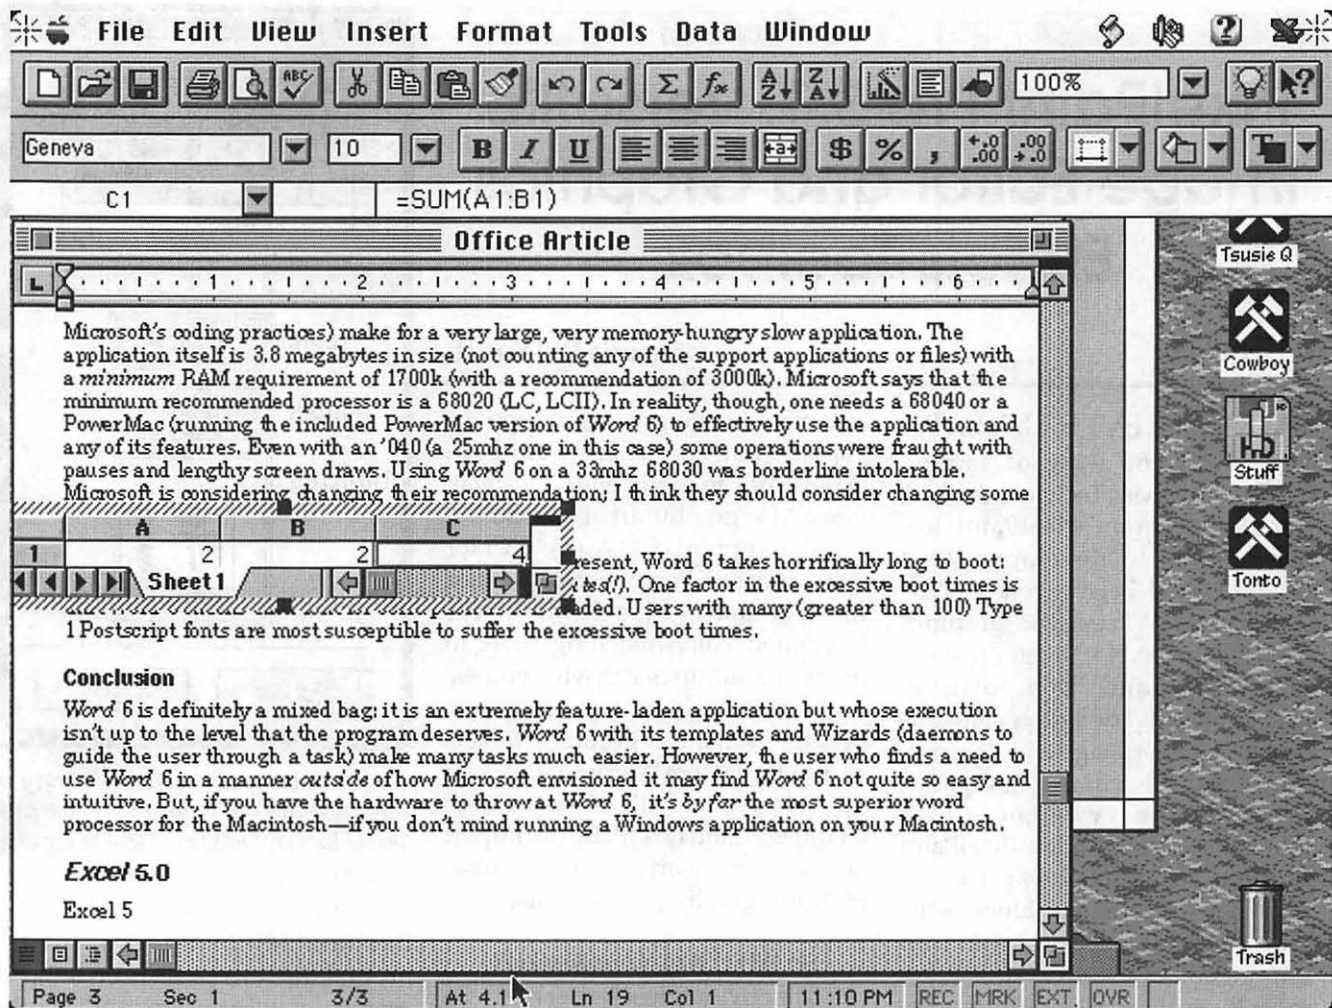 File Edit View Insert Format Tools Data Window
ABC
100%
Geneva 10 B I U a $ % , .0 .00 .00 .0 T
C1 =SUM(A1:B1)
Office Article
1 2 3 4 5 6
Microsoft's coding practices) make for a very large, very memory-hungry slow application. The
application itself is 3.8 megabytes in size (not counting any of the support applications or files) with
a minimum RAM requirement of 1700k (with a recommendation of 3000k). Microsoft says that the
minimum recommended processor is a 68020 (LC, LCII). In reality, though, one needs a 68040 or a
PowerMac (running the included PowerMac version of Word 6) to effectively use the application and
any of its features. Even with an '040 (a 25mhz one in this case) some operations were fraught with
pauses and lengthy screen draws. Using Word 6 on a 33mhz 68030 was borderline intolerable.
Microsoft is considering changing their recommendation; I think they should consider changing some
A B C
1 2 2 4
Sheet1
resent, Word 6 takes horrifically long to boot:
tes(!). One factor in the excessive boot times is
aded. Users with many (greater than 100) Type
1 Postscript fonts are most susceptible to suffer the excessive boot times.
Conclusion
Word 6 is definitely a mixed bag: it is an extremely feature-laden application but whose execution
isn't up to the level that the program deserves. Word 6 with its templates and Wizards (daemons to
guide the user through a task) make many tasks much easier. However, the user who finds a need to
use Word 6 in a manner outside of how Microsoft envisioned it may find Word 6 not quite so easy and
intuitive. But, if you have the hardware to throw at Word 6, it's by far the most superior word
processor for the Macintosh—if you don't mind running a Windows application on your Macintosh.
Excel 5.0
Excel 5
Page 3 Sec 1 3/3 At 4.1 Ln 19 Col 1 11:10 PM REC MRK EXT OVR
Tsusie Q
Cowboy
HD
Stuff
Tonto
Trash